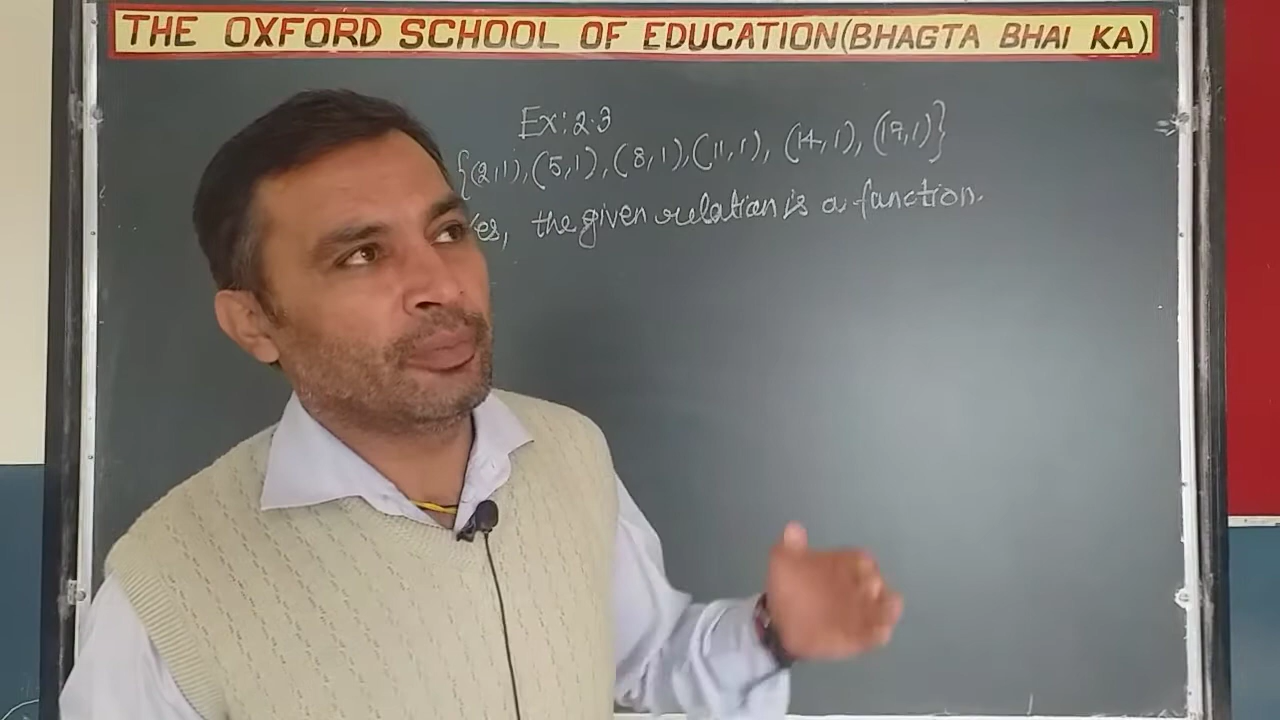 THE OXFORD SCHOOL OF EDUCATION(BHAGTA BHAI KA)
Ex: 2.3
{(2,1),(5,1),(8,1),(11,1), (14,1), (17,1)}
Yes, the given relation is a function.